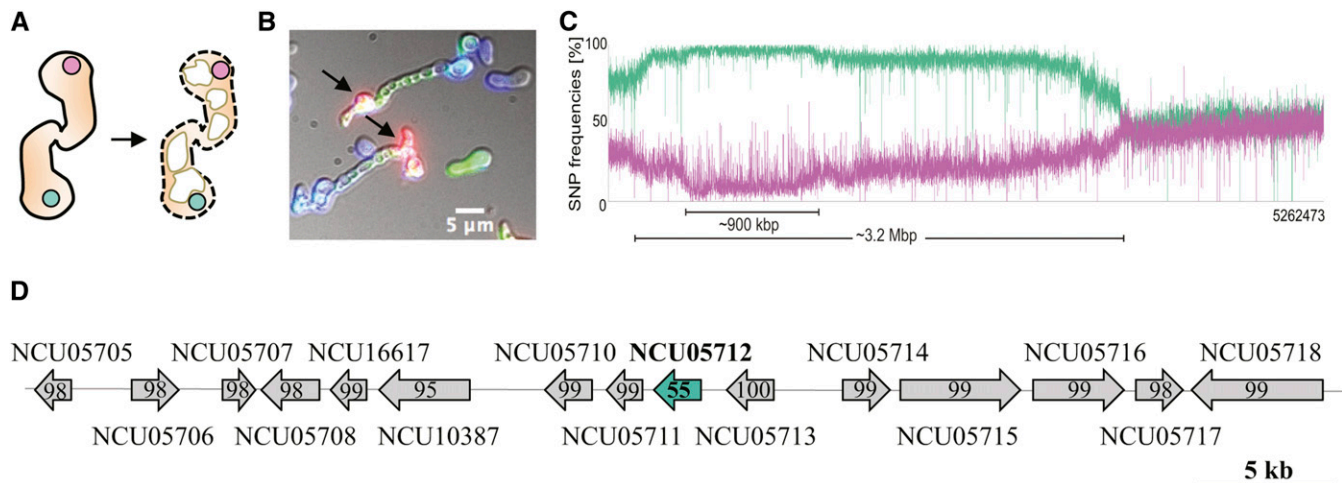 A
B
5 μm
C
SNP frequencies [%]
100
50
0
5262473
~900 kbp
~3.2 Mbp
D
NCU05705 NCU05707 NCU16617 NCU05710 NCU05712 NCU05714 NCU05716 NCU05718
98 98 98 98 99 95 99 99 55 100 99 99 99 98 99
NCU05706 NCU05708 NCU10387 NCU05711 NCU05713 NCU05715 NCU05717
5 kb